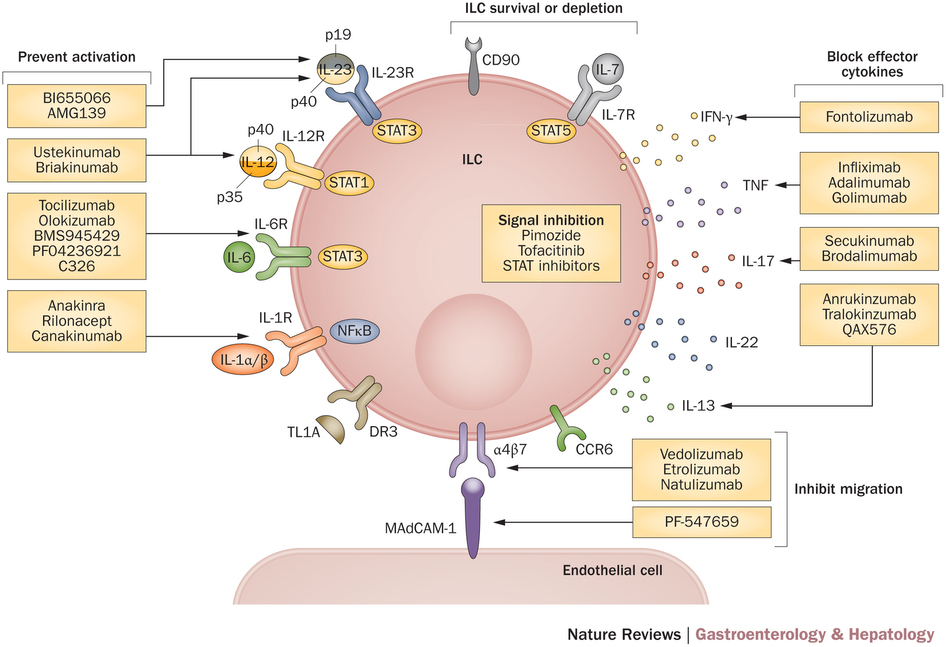 Prevent activation
BI655066
AMG139
Ustekinumab
Briakinumab
Tocilizumab
Olokizumab
BMS945429
PF04236921
C326
Anakinra
Rilonacept
Canakinumab
p19
IL-23
p40
IL-23R
STAT3
p40
IL-12
p35
IL-12R
STAT1
IL-6R
IL-6
STAT3
IL-1R
IL-1α/β
NFκB
TL1A
DR3
ILC survival or depletion
CD90
IL-7
IL-7R
STAT5
ILC
Signal inhibition
Pimozide
Tofacitinib
STAT inhibitors
Block effector
cytokines
IFN-γ
Fontolizumab
TNF
Infliximab
Adalimumab
Golimumab
IL-17
Secukinumab
Brodalimumab
Anrukinzumab
Tralokinzumab
QAX576
IL-22
IL-13
CCR6
α4β7
Vedolizumab
Etrolizumab
Natulizumab
Inhibit migration
MAdCAM-1
PF-547659
Endothelial cell
Nature Reviews | Gastroenterology & Hepatology